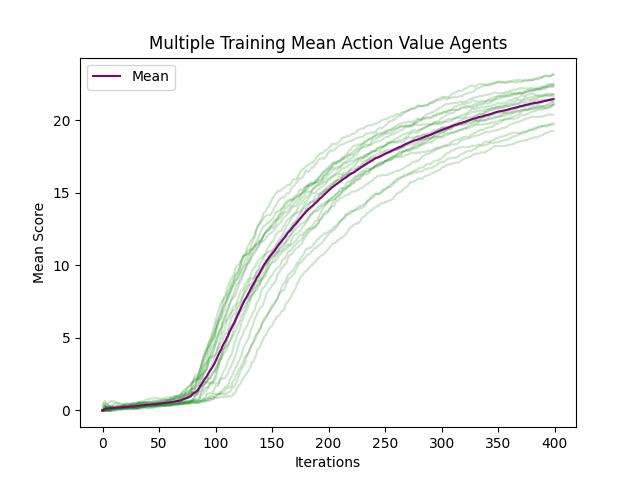 Multiple Training Mean Action Value Agents
Mean
Mean Score
20
15
10
5
0
0 50 100 150 200 250 300 350 400
Iterations